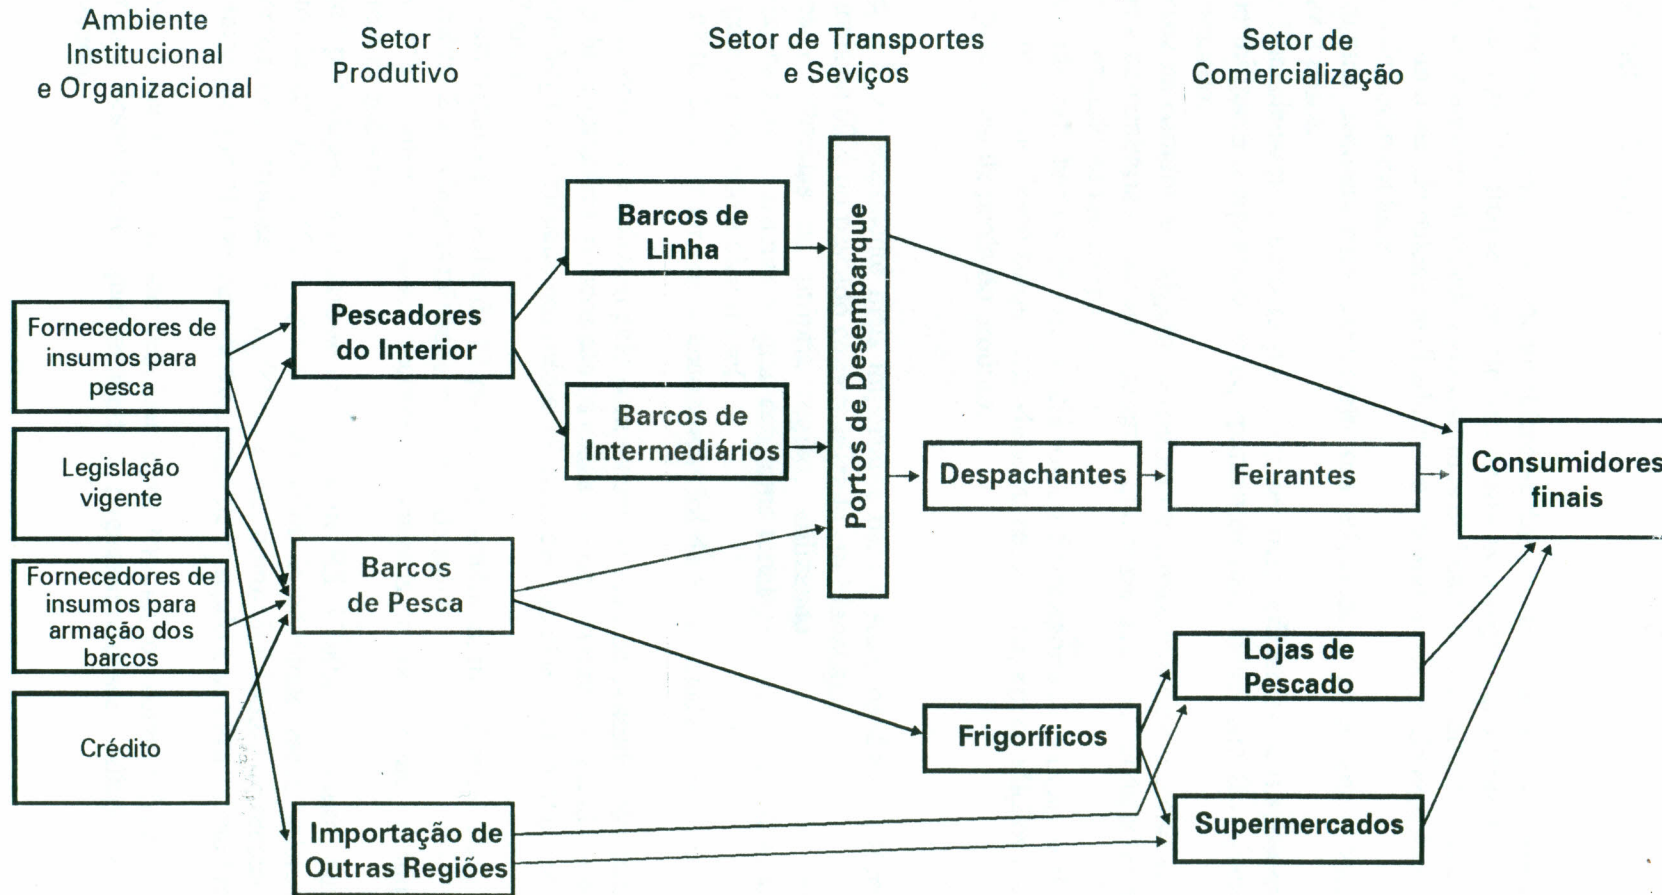 Ambiente
Institucional
e Organizacional
Setor
Produtivo
Setor de Transportes
e Seviços
Setor de
Comercialização
Fornecedores de
insumos para
pesca
Legislação
vigente
Fornecedores de
insumos para
armação dos
barcos
Crédito
Pescadores
do Interior
Barcos
de Pesca
Importação de
Outras Regiões
Barcos de
Linha
Barcos de
Intermediários
Portos de Desembarque
Despachantes
Frigoríficos
Feirantes
Lojas de
Pescado
Supermercados
Consumidores
finais